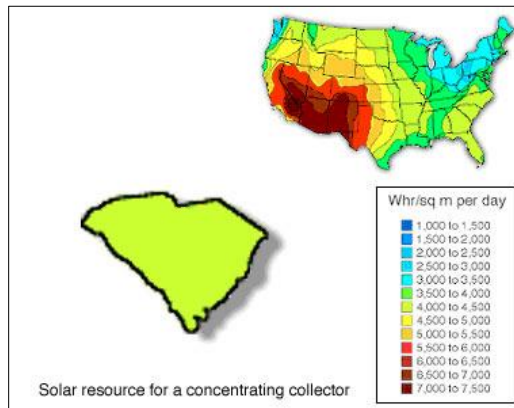 Whr/sq m per day
1,000 to 1,500
1,500 to 2,000
2,000 to 2,500
2,500 to 3,000
3,000 to 3,500
3,500 to 4,000
4,000 to 4,500
4,500 to 5,000
5,000 to 5,500
5,500 to 6,000
6,000 to 6,500
6,500 to 7,000
7,000 to 7,500
Solar resource for a concentrating collector